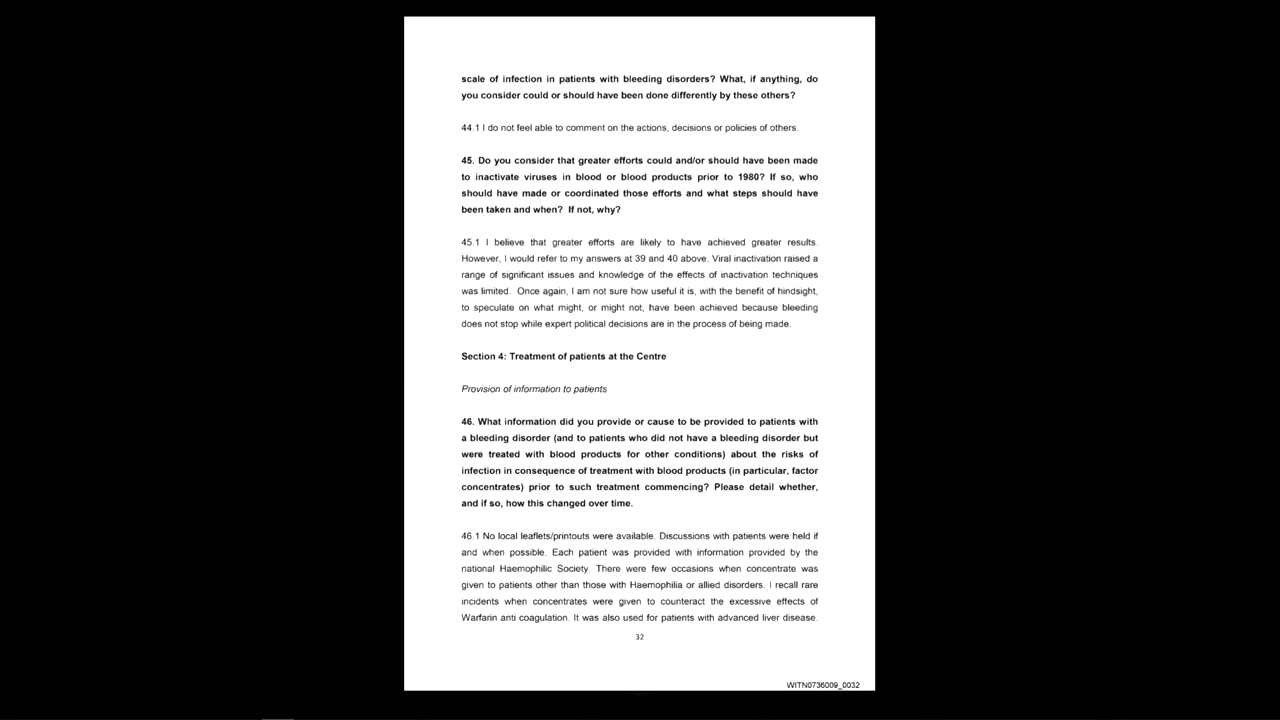 scale of infection in patients with bleeding disorders? What, if anything, do
you consider could or should have been done differently by these others?
44.1 I do not feel able to comment on the actions, decisions or policies of others.
45. Do you consider that greater efforts could and/or should have been made
to inactivate viruses in blood or blood products prior to 1980? If so, who
should have made or coordinated those efforts and what steps should have
been taken and when?  If not, why?
45.1 I believe that greater efforts are likely to have achieved greater results.
However, I would refer to my answers at 39 and 40 above. Viral inactivation raised a
range of significant issues and knowledge of the effects of inactivation techniques
was limited.  Once again, I am not sure how useful it is, with the benefit of hindsight,
to speculate on what might, or might not, have been achieved because bleeding
does not stop while expert political decisions are in the process of being made.
Section 4: Treatment of patients at the Centre
Provision of information to patients
46. What information did you provide or cause to be provided to patients with
a bleeding disorder (and to patients who did not have a bleeding disorder but
were treated with blood products for other conditions) about the risks of
infection in consequence of treatment with blood products (in particular, factor
concentrates) prior to such treatment commencing? Please detail whether,
and if so, how this changed over time.
46.1 No local leaflets/printouts were available. Discussions with patients were held if
and when possible. Each patient was provided with information provided by the
national Haemophilic Society. There were few occasions when concentrate was
given to patients other than those with Haemophilia or allied disorders. I recall rare
incidents when concentrates were given to counteract the excessive effects of
Warfarin anti coagulation. It was also used for patients with advanced liver disease.
32
WITN0736009_0032